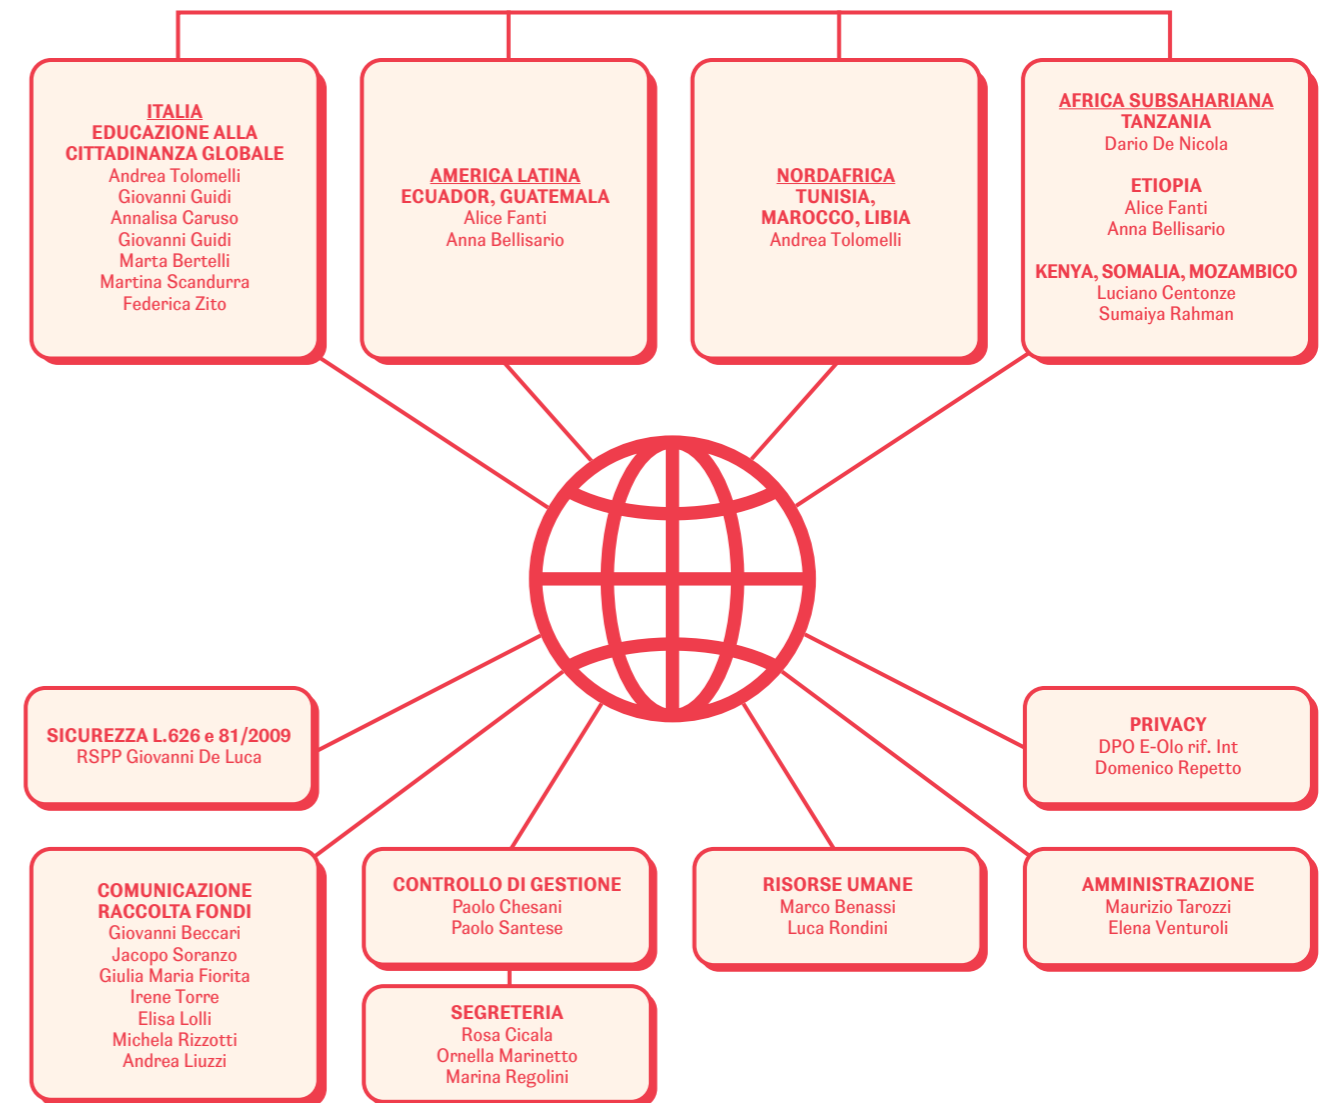 ITALIA
EDUCAZIONE ALLA
CITTADINANZA GLOBALE
Andrea Tolomelli
Giovanni Guidi
Annalisa Caruso
Giovanni Guidi
Marta Bertelli
Martina Scandurra
Federica Zito
AMERICA LATINA
ECUADOR, GUATEMALA
Alice Fanti
Anna Bellisario
NORDAFRICA
TUNISIA,
MAROCCO, LIBIA
Andrea Tolomelli
AFRICA SUBSAHARIANA
TANZANIA
Dario De Nicola
ETIOPIA
Alice Fanti
Anna Bellisario
KENYA, SOMALIA, MOZAMBICO
Luciano Centonze
Sumaiya Rahman
SICUREZZA L.626 e 81/2009
RSPP Giovanni De Luca
PRIVACY
DPO E-Olo rif. Int
Domenico Repetto
COMUNICAZIONE
RACCOLTA FONDI
Giovanni Beccari
Jacopo Soranzo
Giulia Maria Fiorita
Irene Torre
Elisa Lolli
Michela Rizzotti
Andrea Liuzzi
CONTROLLO DI GESTIONE
Paolo Chesani
Paolo Santese
SEGRETERIA
Rosa Cicala
Ornella Marinetto
Marina Regolini
RISORSE UMANE
Marco Benassi
Luca Rondini
AMMINISTRAZIONE
Maurizio Tarozzi
Elena Venturoli